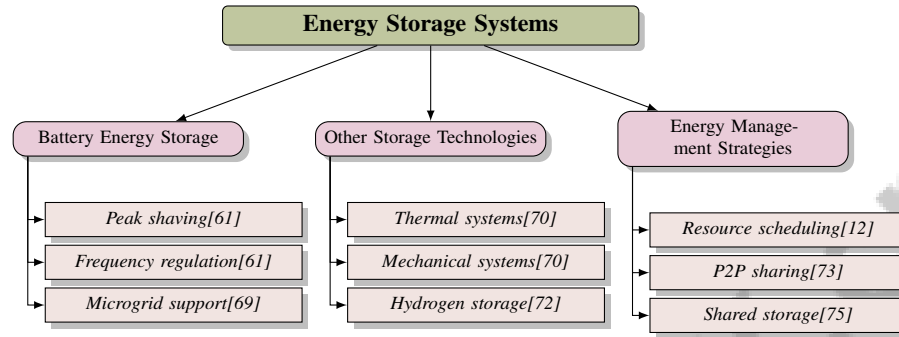 Energy Storage Systems
Battery Energy Storage
Peak shaving[61]
Frequency regulation[61]
Microgrid support[69]
Other Storage Technologies
Thermal systems[70]
Mechanical systems[70]
Hydrogen storage[72]
Energy Manage-
ment Strategies
Resource scheduling[12]
P2P sharing[73]
Shared storage[75]